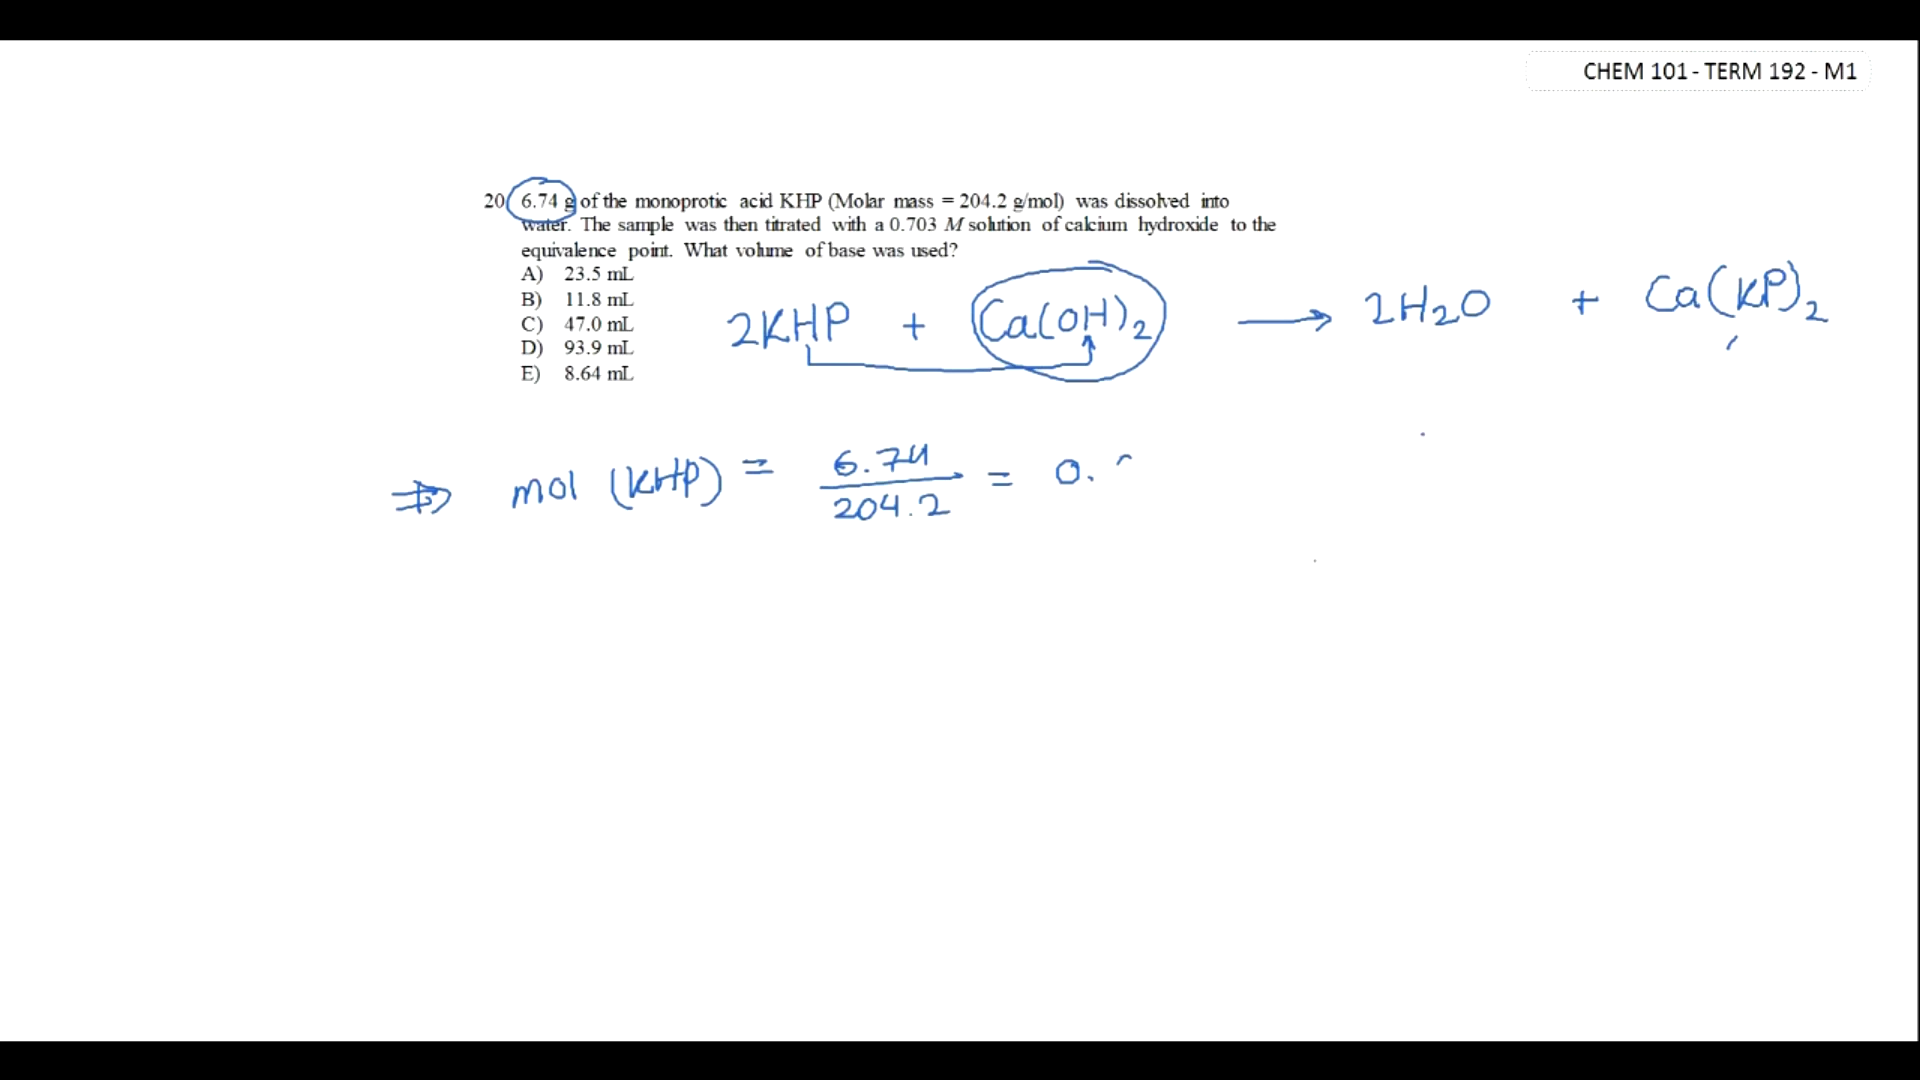 CHEM 101 - TERM 192 - M1
20. 6.74 g of the monoprotic acid KHP (Molar mass = 204.2 g/mol) was dissolved into
water. The sample was then titrated with a 0.703 M solution of calcium hydroxide to the
equivalence point. What volume of base was used?
A) 23.5 mL
B) 11.8 mL
C) 47.0 mL
D) 93.9 mL
E) 8.64 mL
2KHP + Ca(OH)₂ → 2H₂O + Ca(KP)₂
⇒ mol (KHP) = 6.74 / 204.2 = 0.